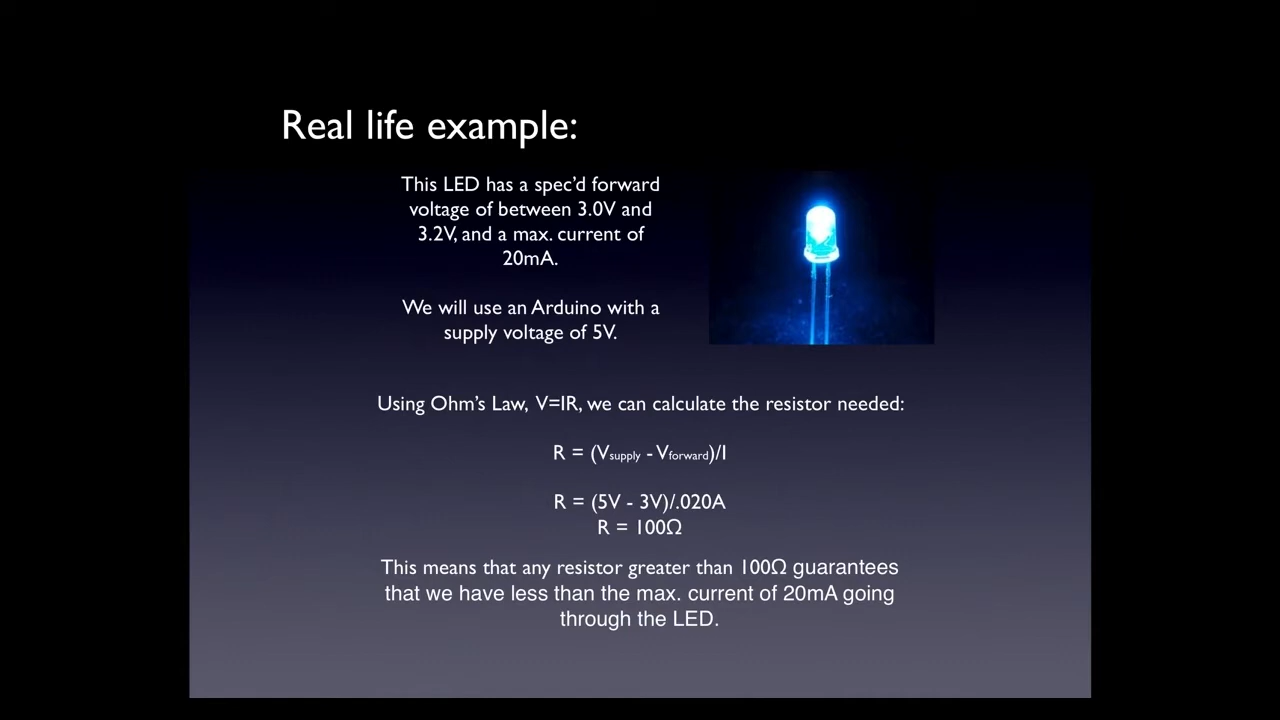 Real life example:
This LED has a spec’d forward
voltage of between 3.0V and
3.2V, and a max. current of
20mA.
We will use an Arduino with a
supply voltage of 5V.
Using Ohm’s Law, V=IR, we can calculate the resistor needed:
R = (Vsupply - Vforward)/I
R = (5V - 3V)/.020A
R = 100Ω
This means that any resistor greater than 100Ω guarantees
that we have less than the max. current of 20mA going
through the LED.